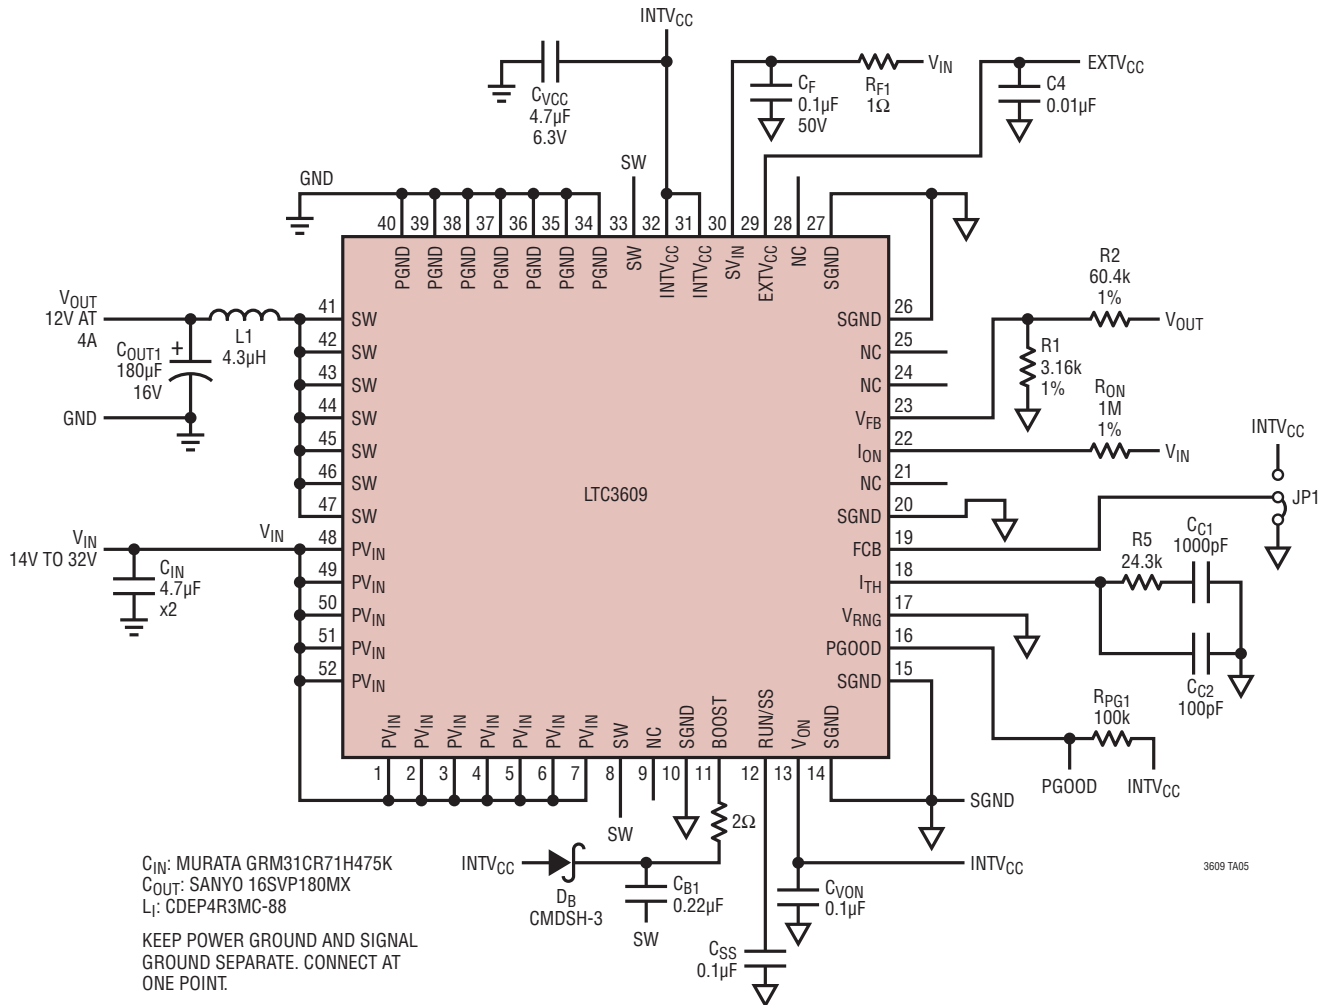 INTVCC
CVCC
4.7µF
6.3V
CF
0.1µF
50V
RF1
1Ω
VIN
EXTVCC
C4
0.01µF
GND
SW
40
39
38
37
36
35
34
33
32
31
30
29
28
27
PGND
PGND
PGND
PGND
PGND
PGND
PGND
SW
INTVCC
INTVCC
SVIN
EXTVCC
NC
SGND
VOUT
12V AT
4A
COUT1
+
180µF
16V
GND
L1
4.3µH
41 SW
42 SW
43 SW
44 SW
45 SW
46 SW
47 SW
VIN
14V TO 32V
VIN
CIN
4.7µF
x2
48 PVIN
49 PVIN
50 PVIN
51 PVIN
52 PVIN
LTC3609
SGND 26
NC 25
NC 24
VFB 23
ION 22
NC 21
SGND 20
FCB 19
ITH 18
VRNG 17
PGOOD 16
SGND 15
R2
60.4k
1%
VOUT
R1
3.16k
1%
RON
1M
1%
VIN
INTVCC
JP1
R5
24.3k
CC1
1000pF
CC2
100pF
RPG1
100k
PGOOD
INTVCC
PVIN
PVIN
PVIN
PVIN
PVIN
PVIN
PVIN
SW
NC
SGND
BOOST
RUN/SS
VON
SGND
1
2
3
4
5
6
7
8
9
10
11
12
13
14
SGND
SW
2Ω
INTVCC
DB
CMDSH-3
CB1
0.22µF
SW
INTVCC
CVON
0.1µF
CSS
0.1µF
3609 TA05
CIN: MURATA GRM31CR71H475K
COUT: SANYO 16SVP180MX
LI: CDEP4R3MC-88
KEEP POWER GROUND AND SIGNAL
GROUND SEPARATE. CONNECT AT
ONE POINT.